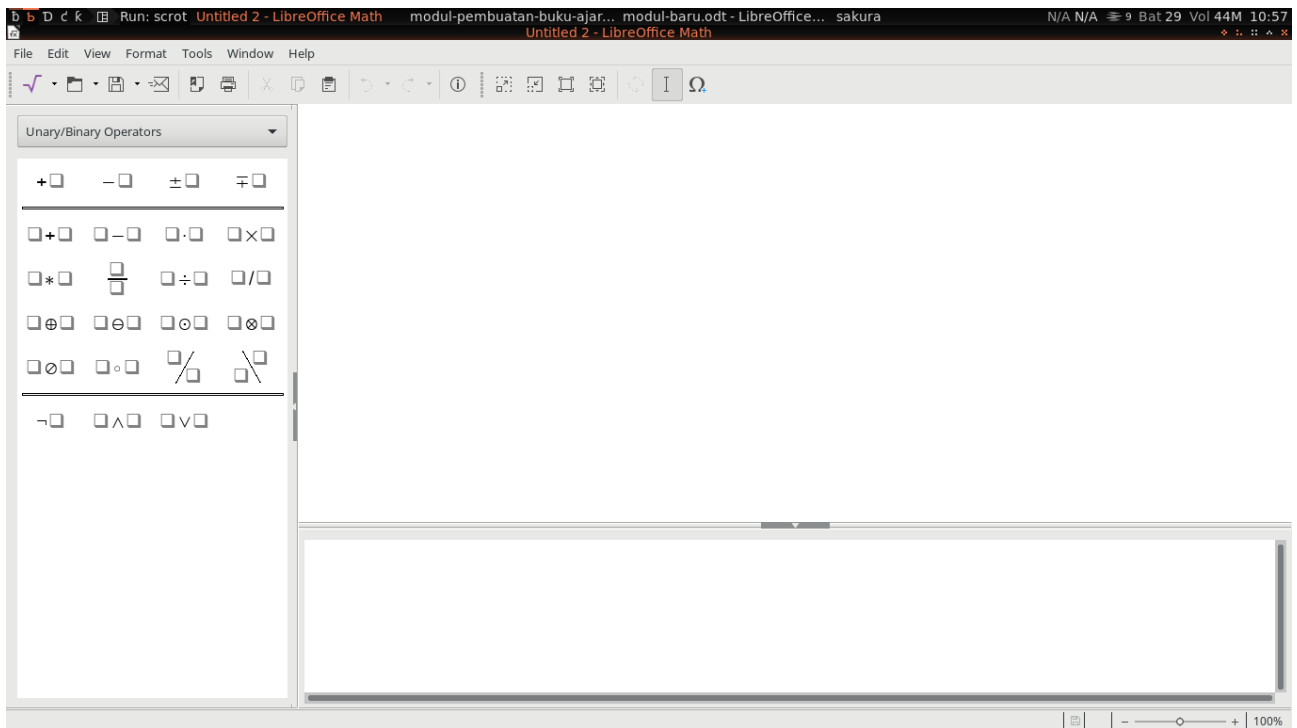 ƀ Ь Ɗ ƈ ƙ Run: scrot Untitled 2 - LibreOffice Math modul-pembuatan-buku-ajar... modul-baru.odt - LibreOffice... sakura N/A N/A 9 Bat 29 Vol 44M 10:57
Untitled 2 - LibreOffice Math
File Edit View Format Tools Window Help
Unary/Binary Operators
+□ −□ ±□ ∓□
□+□ □−□ □·□ □×□
□∗□ □/□ □÷□ □/□
□⊕□ □⊖□ □⊙□ □⊗□
□⊘□ □∘□ □/□ □\□
¬□ □∧□ □∨□
− + 100%